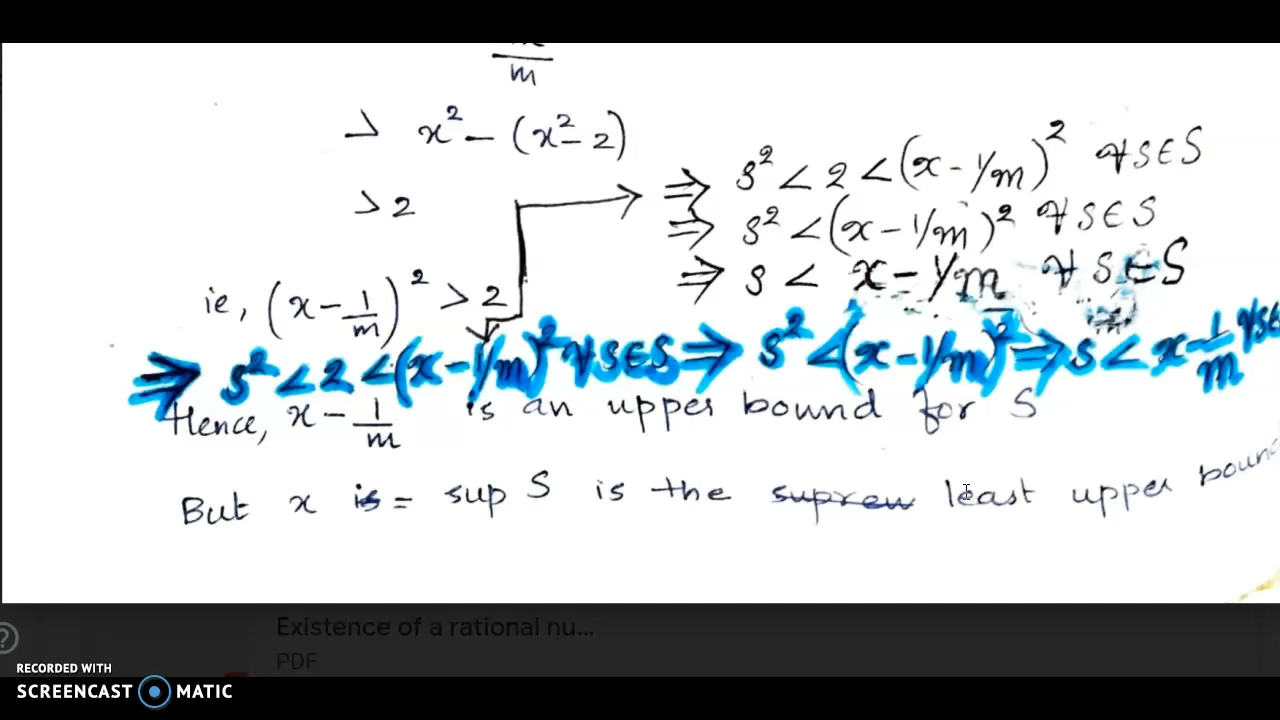 m
> x² - (x² - 2)
> 2
⇒ s² < 2 < (x - 1/m)² ∀ s ∈ S
⇒ s² < (x - 1/m)² ∀ s ∈ S
⇒ s < x - 1/m ∀ s ∈ S
ie, (x - 1/m)² > 2
⇒ s² < 2 < (x - 1/m)² ∀ s ∈ S ⇒ s² < (x - 1/m)² ⇒ s < x - 1/m ∀ s ∈
Hence, x - 1/m is an upper bound for S
But x is = sup S is the suprem least upper bound
Existence of a rational nu...
PDF
?
RECORDED WITH
SCREENCAST MATIC